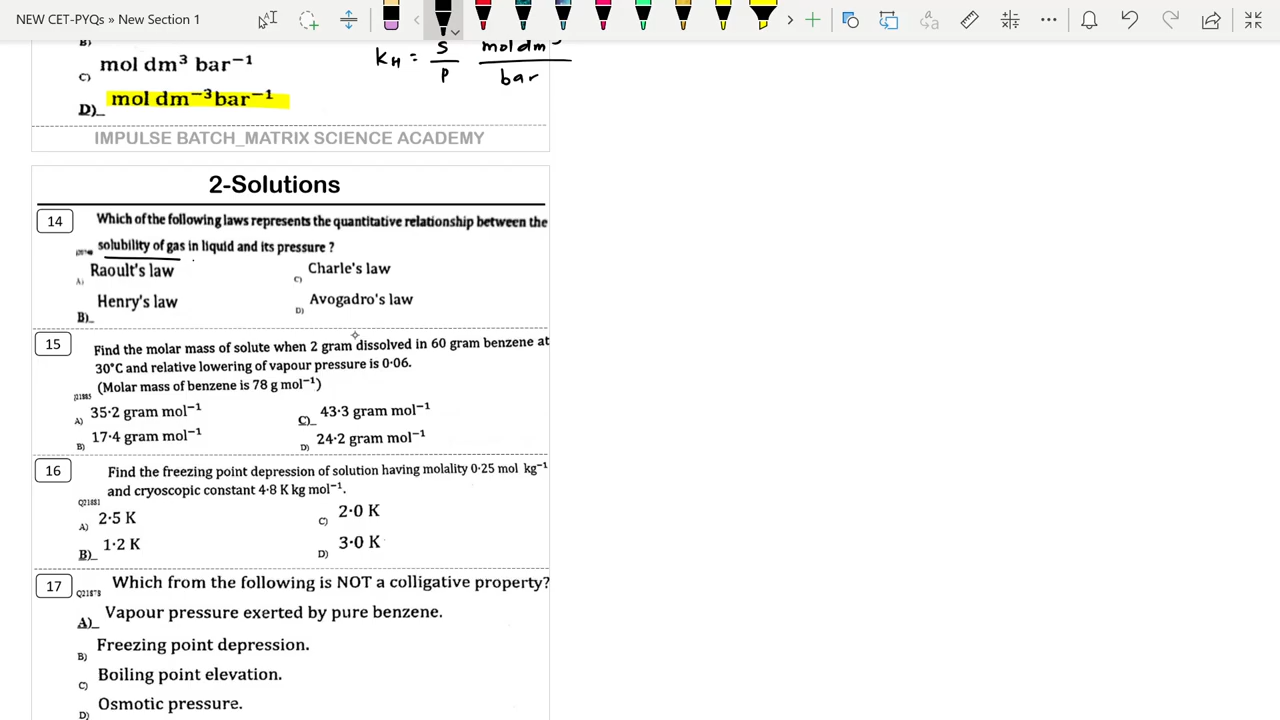 NEW CET-PYQs » New Section 1
B)
C) mol dm³ bar⁻¹
D) mol dm⁻³bar⁻¹
K_H = S/P mol dm⁻³/bar
IMPULSE BATCH_MATRIX SCIENCE ACADEMY
2-Solutions
14 Which of the following laws represents the quantitative relationship between the
solubility of gas in liquid and its pressure ?
A) Raoult's law C) Charle's law
B) Henry's law D) Avogadro's law
15 Find the molar mass of solute when 2 gram dissolved in 60 gram benzene at
30°C and relative lowering of vapour pressure is 0·06.
(Molar mass of benzene is 78 g mol⁻¹)
A) 35·2 gram mol⁻¹ C) 43·3 gram mol⁻¹
B) 17·4 gram mol⁻¹ D) 24·2 gram mol⁻¹
16 Find the freezing point depression of solution having molality 0·25 mol kg⁻¹
and cryoscopic constant 4·8 K kg mol⁻¹.
Q21881
A) 2·5 K C) 2·0 K
B) 1·2 K D) 3·0 K
17 Q21878 Which from the following is NOT a colligative property?
A) Vapour pressure exerted by pure benzene.
B) Freezing point depression.
C) Boiling point elevation.
D) Osmotic pressure.